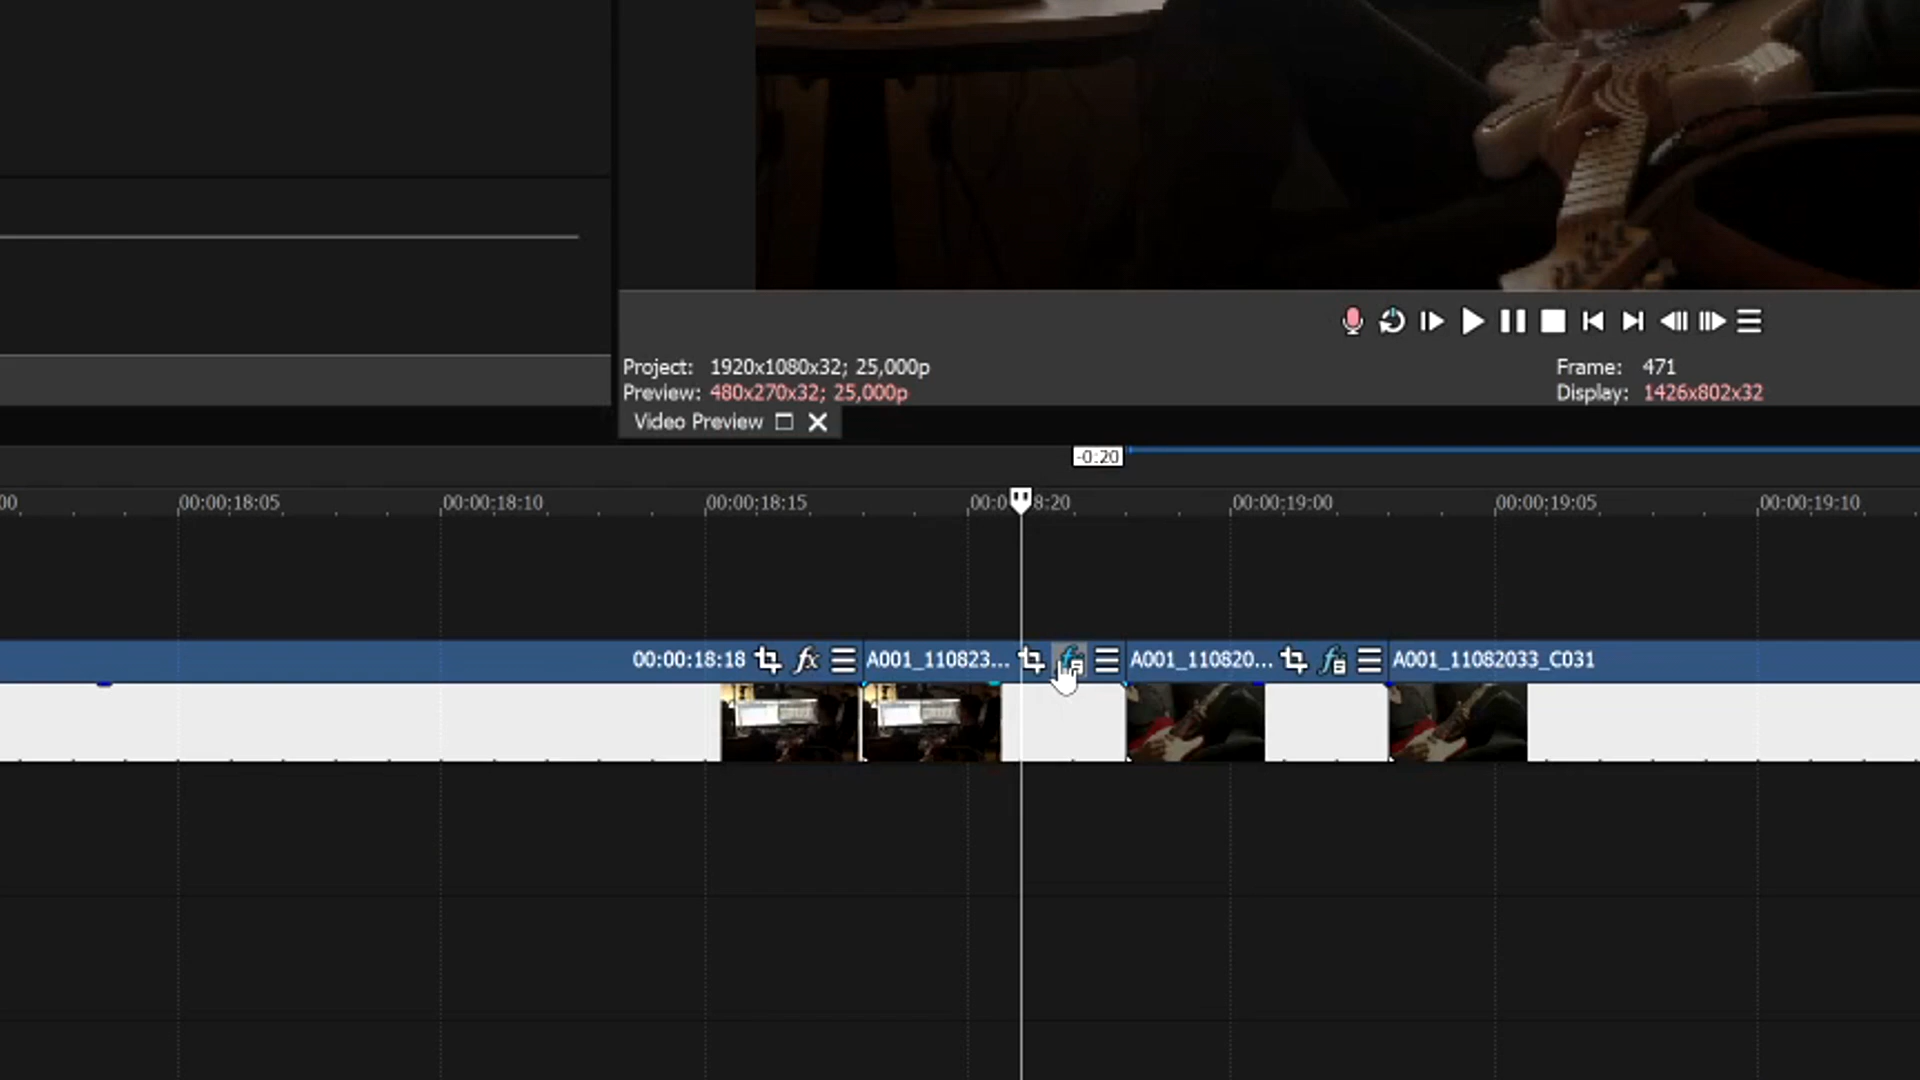 Project: 1920x1080x32; 25,000p
Frame: 471
Preview: 480x270x32; 25,000p
Display: 1426x802x32
Video Preview
-0:20
00 00:00:18:05 00:00:18:10 00:00:18:15 00:0 8:20 00:00:19:00 00:00:19:05 00:00:19:10
00:00:18:18 fx A001_110823... A001_110820... A001_11082033_C031